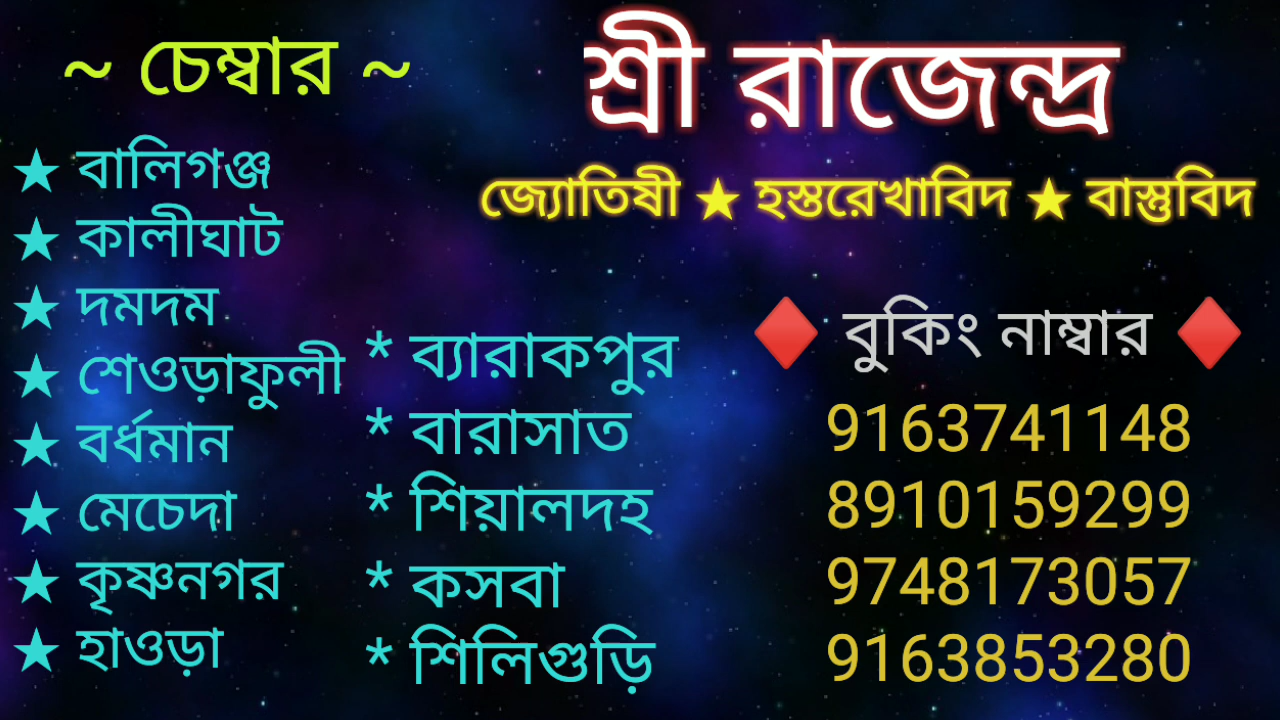 ~ চেম্বার ~
★ বালিগঞ্জ
★ কালীঘাট
★ দমদম
★ শেওড়াফুলী
★ বর্ধমান
★ মেচেদা
★ কৃষ্ণনগর
★ হাওড়া
* ব্যারাকপুর
* বারাসাত
* শিয়ালদহ
* কসবা
* শিলিগুড়ি
শ্রী রাজেন্দ্র
জ্যোতিষী ★ হস্তরেখাবিদ ★ বাস্তুবিদ
♦ বুকিং নাম্বার ♦
9163741148
8910159299
9748173057
9163853280